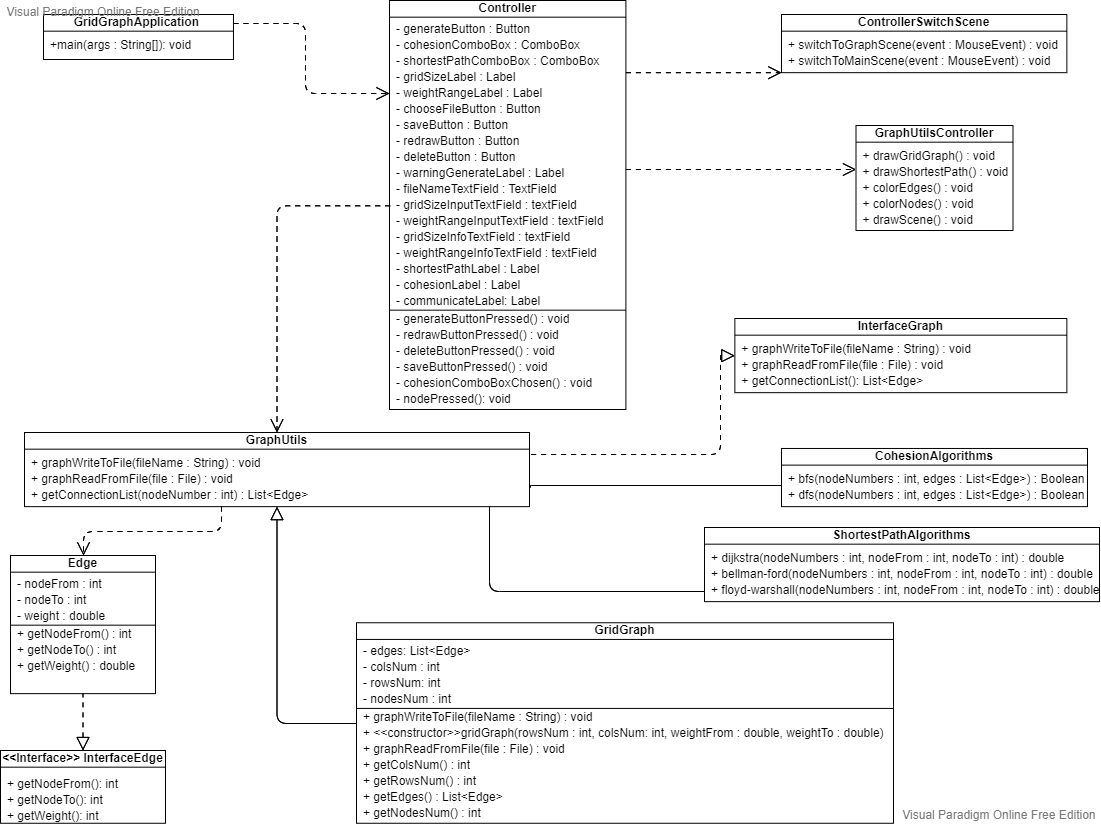 Visual Paradigm Online Free Edition
GridGraphApplication
+main(args : String[]): void
Controller
- generateButton : Button
- cohesionComboBox : ComboBox
- shortestPathComboBox : ComboBox
- gridSizeLabel : Label
- weightRangeLabel : Label
- chooseFileButton : Button
- saveButton : Button
- redrawButton : Button
- deleteButton : Button
- warningGenerateLabel : Label
- fileNameTextField : TextField
- gridSizeInputTextField : textField
- weightRangeInputTextField : textField
- gridSizeInfoTextField : textField
- weightRangeInfoTextField : textField
- shortestPathLabel : Label
- cohesionLabel : Label
- communicateLabel: Label
- generateButtonPressed() : void
- redrawButtonPressed() : void
- deleteButtonPressed() : void
- saveButtonPressed() : void
- cohesionComboBoxChosen() : void
- nodePressed(): void
ControllerSwitchScene
+ switchToGraphScene(event : MouseEvent) : void
+ switchToMainScene(event : MouseEvent) : void
GraphUtilsController
+ drawGridGraph() : void
+ drawShortestPath() : void
+ colorEdges() : void
+ colorNodes() : void
+ drawScene() : void
InterfaceGraph
+ graphWriteToFile(fileName : String) : void
+ graphReadFromFile(file : File) : void
+ getConnectionList(): List<Edge>
GraphUtils
+ graphWriteToFile(fileName : String) : void
+ graphReadFromFile(file : File) : void
+ getConnectionList(nodeNumber : int) : List<Edge>
CohesionAlgorithms
+ bfs(nodeNumbers : int, edges : List<Edge>) : Boolean
+ dfs(nodeNumbers : int, edges : List<Edge>) : Boolean
ShortestPathAlgorithms
+ dijkstra(nodeNumbers : int, nodeFrom : int, nodeTo : int) : double
+ bellman-ford(nodeNumbers : int, nodeFrom : int, nodeTo : int) : double
+ floyd-warshall(nodeNumbers : int, nodeFrom : int, nodeTo : int) : double
Edge
- nodeFrom : int
- nodeTo : int
- weight : double
+ getNodeFrom() : int
+ getNodeTo() : int
+ getWeight() : double
GridGraph
- edges: List<Edge>
- colsNum : int
- rowsNum: int
- nodesNum : int
+ graphWriteToFile(fileName : String) : void
+ <<constructor>>gridGraph(rowsNum : int, colsNum: int, weightFrom : double, weightTo : double)
+ graphReadFromFile(file : File) : void
+ getColsNum() : int
+ getRowsNum() : int
+ getEdges() : List<Edge>
+ getNodesNum() : int
<<Interface>> InterfaceEdge
+ getNodeFrom(): int
+ getNodeTo(): int
+ getWeight(): int
Visual Paradigm Online Free Edition